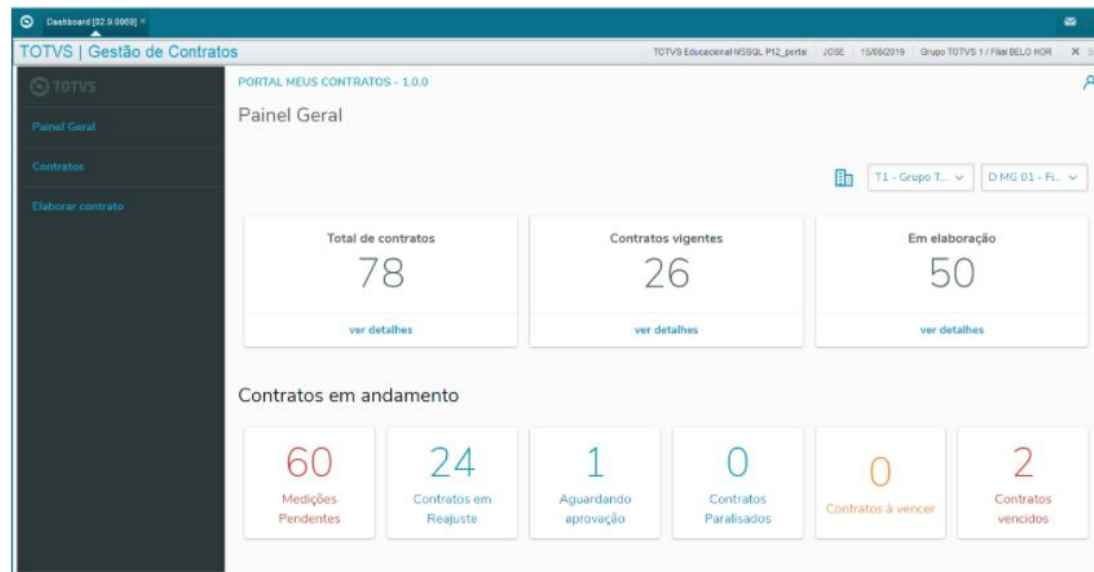 Dashboard [02.9.0069] ×
TOTVS | Gestão de Contratos
TOTVS Educacional MSSQL P12_portal JOSE 15/06/2019 Grupo TOTVS 1 / Filial BELO HOR X
TOTVS
Painel Geral
Contratos
Elaborar contrato
PORTAL MEUS CONTRATOS - 1.0.0
Painel Geral
T1 - Grupo T...
D MG 01 - Fi...
Total de contratos
78
ver detalhes
Contratos vigentes
26
ver detalhes
Em elaboração
50
ver detalhes
Contratos em andamento
60
Medições
Pendentes
24
Contratos em
Reajuste
1
Aguardando
aprovação
0
Contratos
Paralisados
0
Contratos à vencer
2
Contratos
vencidos